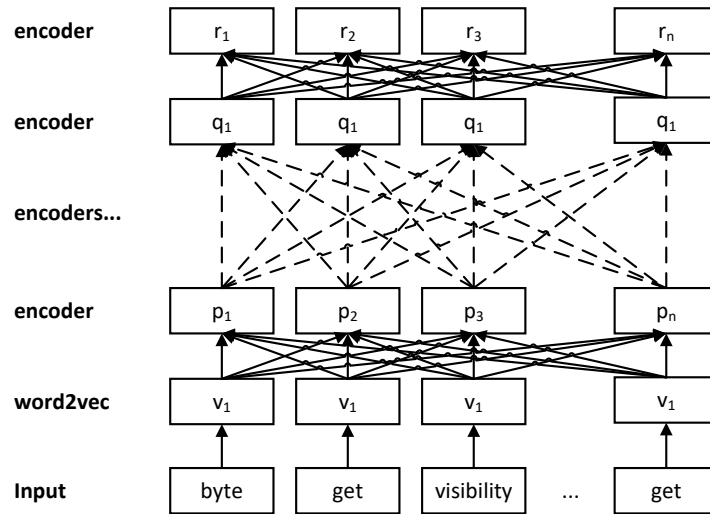 encoder r₁ r₂ r₃ rₙ
encoder q₁ q₁ q₁ q₁
encoders...
encoder p₁ p₂ p₃ pₙ
word2vec v₁ v₁ v₁ v₁
Input byte get visibility ... get